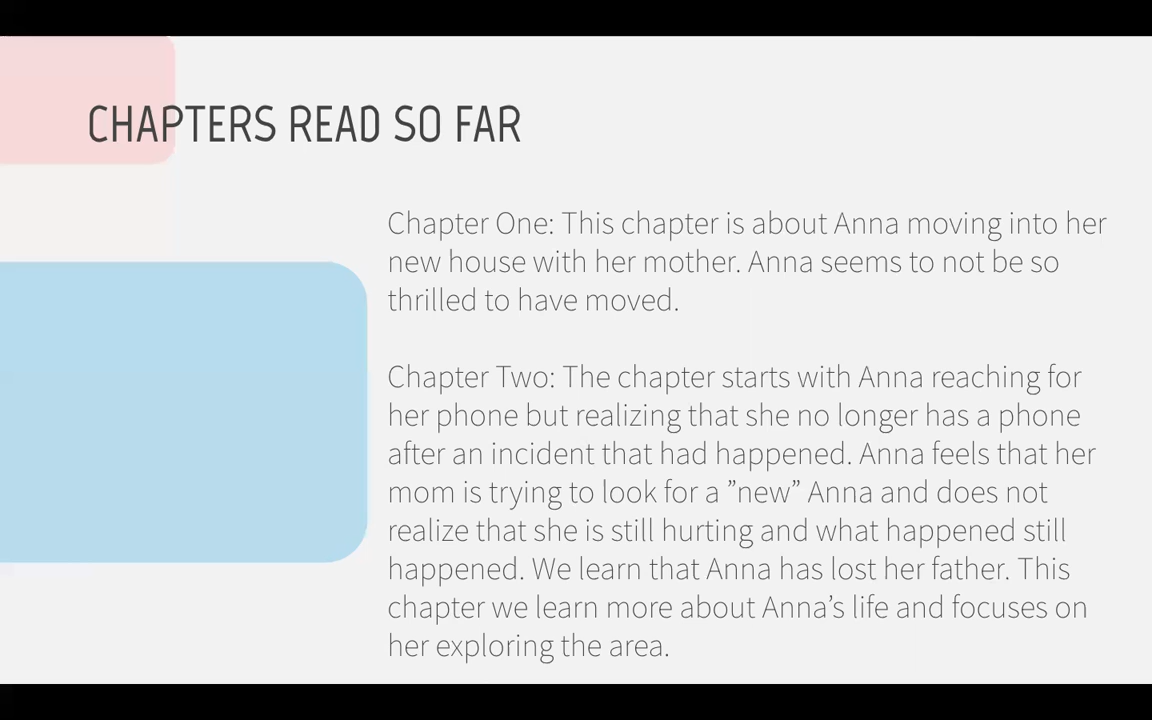 CHAPTERS READ SO FAR
Chapter One: This chapter is about Anna moving into her
new house with her mother. Anna seems to not be so
thrilled to have moved.
Chapter Two: The chapter starts with Anna reaching for
her phone but realizing that she no longer has a phone
after an incident that had happened. Anna feels that her
mom is trying to look for a ”new” Anna and does not
realize that she is still hurting and what happened still
happened. We learn that Anna has lost her father. This
chapter we learn more about Anna’s life and focuses on
her exploring the area.